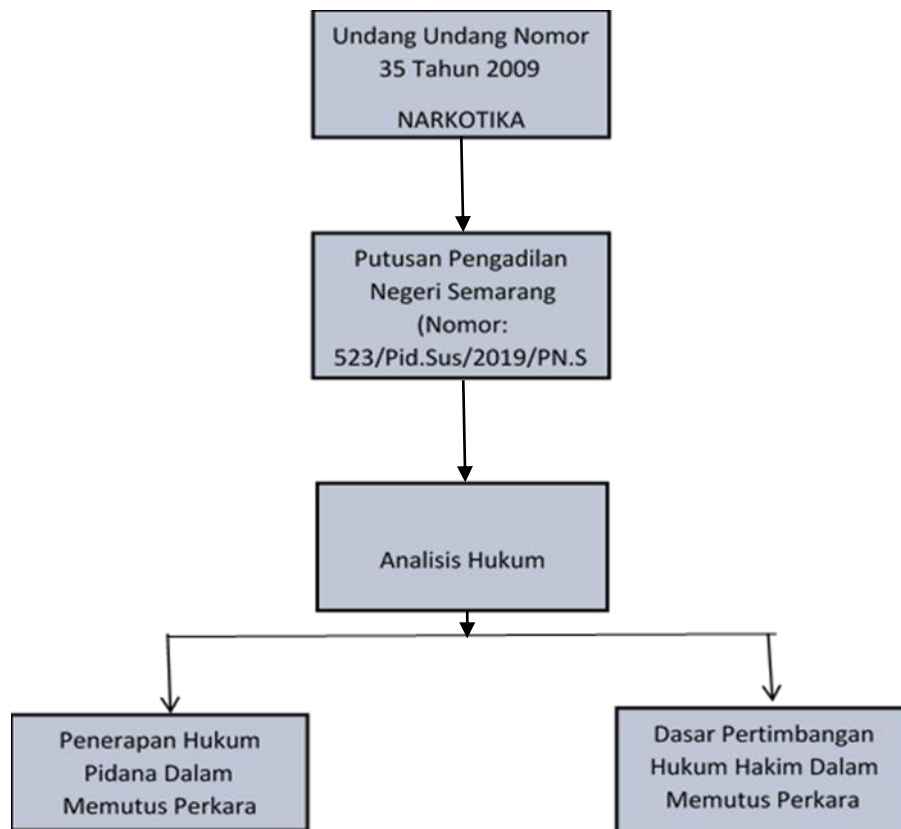 Undang Undang Nomor
35 Tahun 2009
NARKOTIKA
Putusan Pengadilan
Negeri Semarang
(Nomor:
523/Pid.Sus/2019/PN.S
Analisis Hukum
Penerapan Hukum
Pidana Dalam
Memutus Perkara
Dasar Pertimbangan
Hukum Hakim Dalam
Memutus Perkara